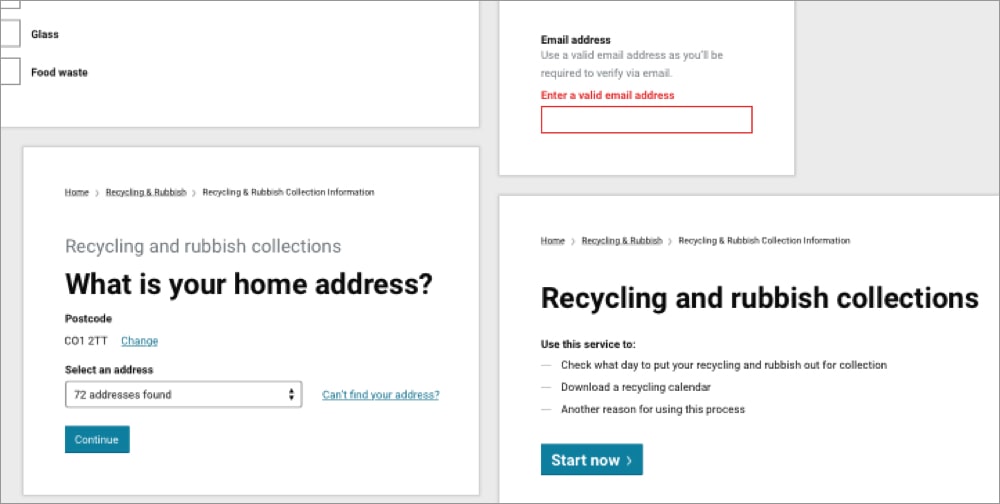 Glass
Food waste
Email address
Use a valid email address as you'll be
required to verify via email.
Enter a valid email address
Home > Recycling & Rubbish > Recycling & Rubbish Collection Information
Recycling and rubbish collections
What is your home address?
Postcode
CO1 2TT Change
Select an address
72 addresses found Can't find your address?
Continue
Home > Recycling & Rubbish > Recycling & Rubbish Collection Information
Recycling and rubbish collections
Use this service to:
— Check what day to put your recycling and rubbish out for collection
— Download a recycling calendar
— Another reason for using this process
Start now >